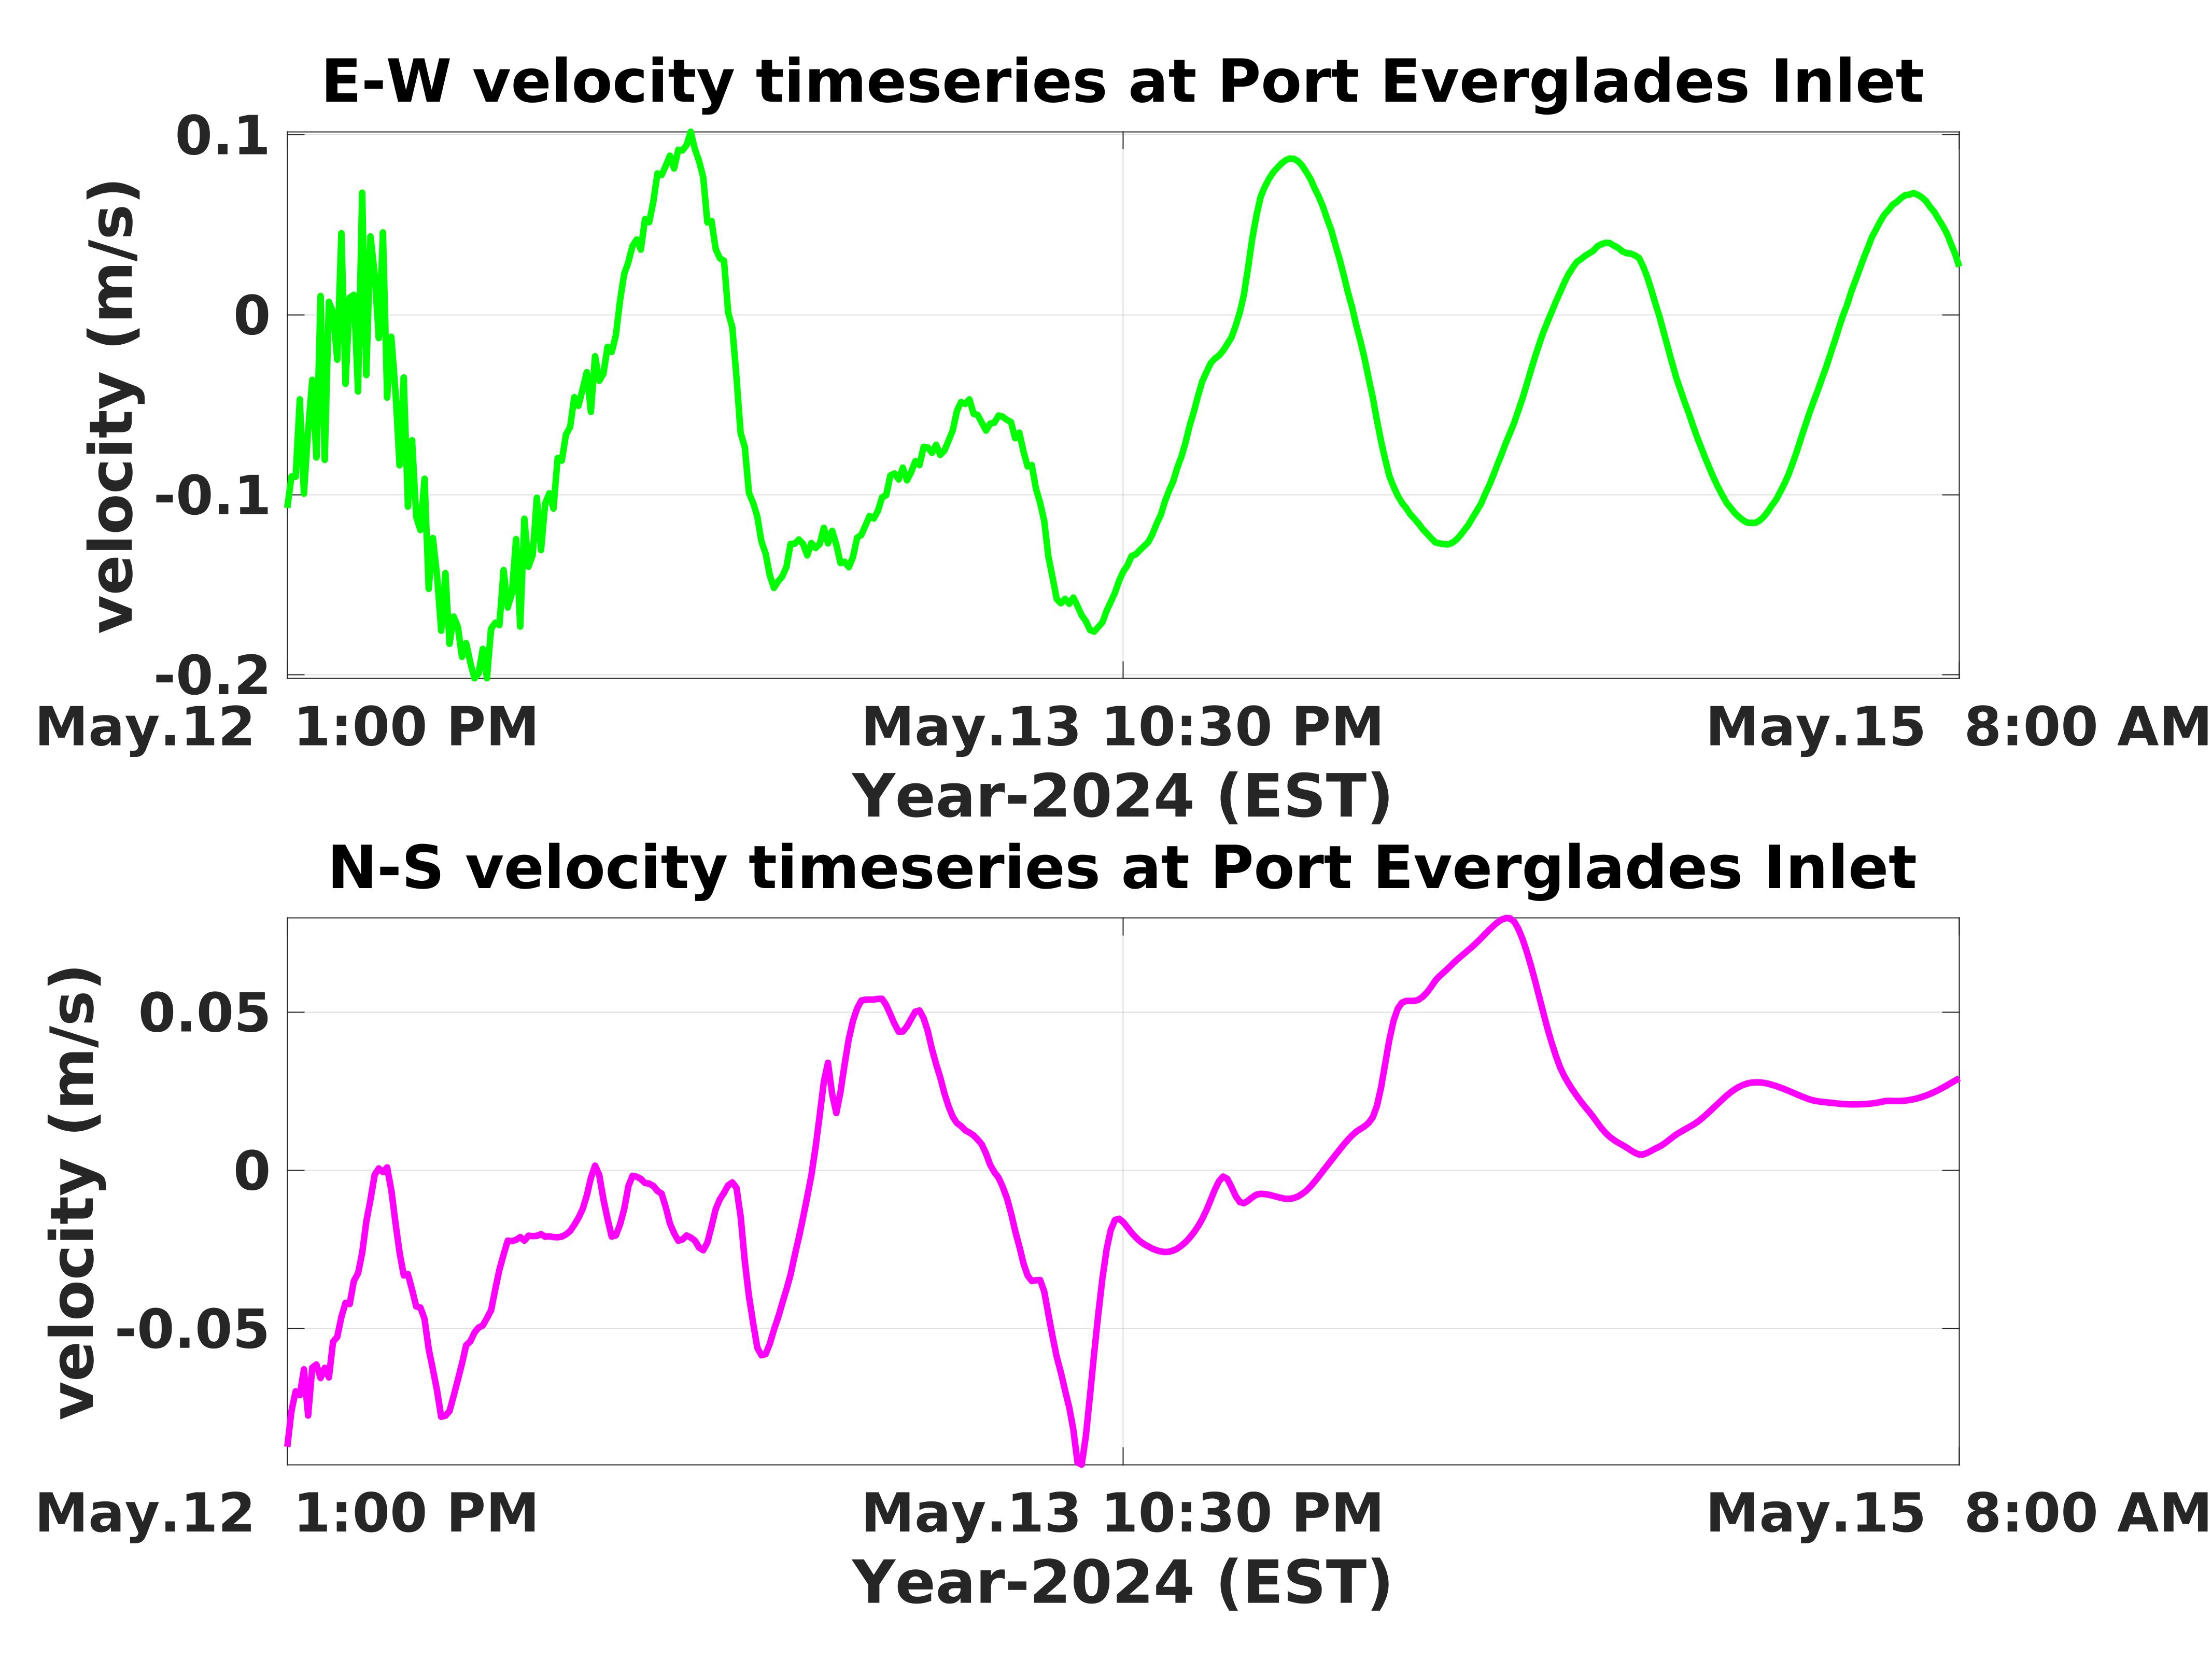 E-W velocity timeseries at Port Everglades Inlet
velocity (m/s)
0.1
0
-0.1
-0.2
May.12  1:00 PM
May.13 10:30 PM
May.15  8:00 AM
Year-2024 (EST)
N-S velocity timeseries at Port Everglades Inlet
velocity (m/s)
0.05
0
-0.05
May.12  1:00 PM
May.13 10:30 PM
May.15  8:00 AM
Year-2024 (EST)